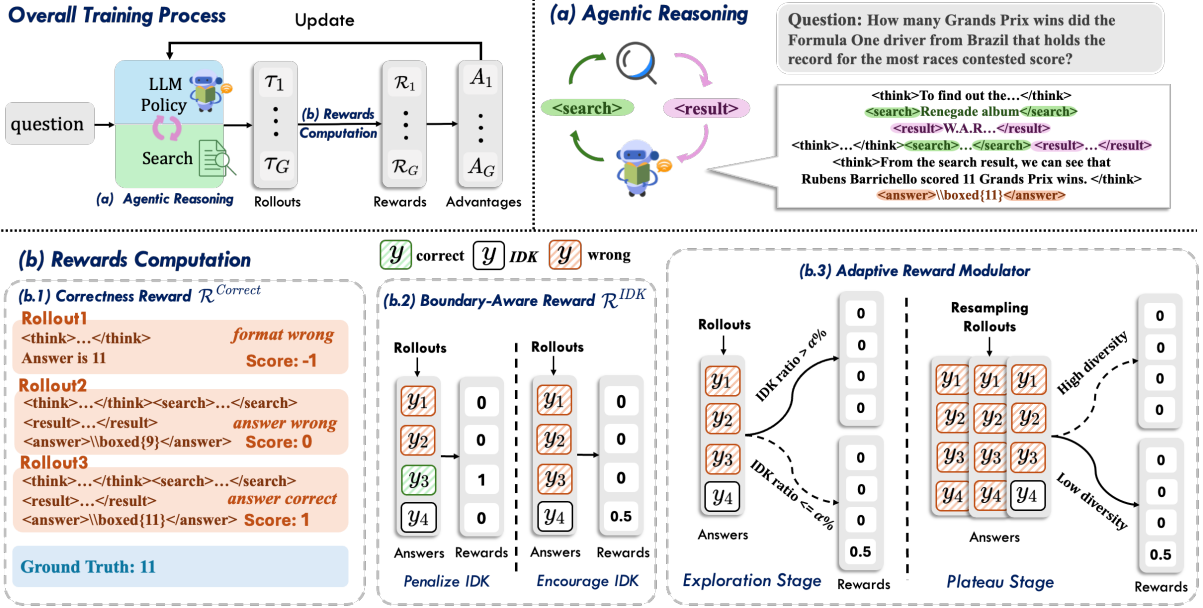 Overall Training Process
Update
question
LLM
Policy
Search
(a) Agentic Reasoning
τ1
τG
Rollouts
(b) Rewards
Computation
R1
RG
Rewards
A1
AG
Advantages
(a) Agentic Reasoning
<search>
<result>
Question: How many Grands Prix wins did the
Formula One driver from Brazil that holds the
record for the most races contested score?
<think>To find out the…</think>
<search>Renegade album</search>
<result>W.A.R…</result>
<think>…</think><search>…</search> <result>…</result>
<think>From the search result, we can see that
Rubens Barrichello scored 11 Grands Prix wins. </think>
<answer>\\boxed{11}</answer>
(b) Rewards Computation
y correct y IDK y wrong
(b.1) Correctness Reward R^Correct
Rollout1
<think>…</think>
format wrong
Answer is 11
Score: -1
Rollout2
<think>…</think><search>…</search>
<result>…</result>
answer wrong
<answer>\\boxed{9}</answer>
Score: 0
Rollout3
<think>…</think><search>…</search>
<result>…</result>
answer correct
<answer>\\boxed{11}</answer>
Score: 1
Ground Truth: 11
(b.2) Boundary-Aware Reward R^IDK
Rollouts
y1 0
y2 0
y3 1
y4 0
Answers Rewards
Penalize IDK
Rollouts
y1 0
y2 0
y3 0
y4 0.5
Answers Rewards
Encourage IDK
(b.3) Adaptive Reward Modulator
Rollouts
y1
y2
y3
y4
Answers
IDK ratio > α%
IDK ratio <= α%
0
0
0
0
0
0
0
0.5
Rewards
Exploration Stage
Resampling
Rollouts
y1 y1 y1
y2 y2 y2
y3 y3 y3
y4 y4 y4
Answers
High diversity
Low diversity
0
0
0
0
0
0
0
0.5
Rewards
Plateau Stage